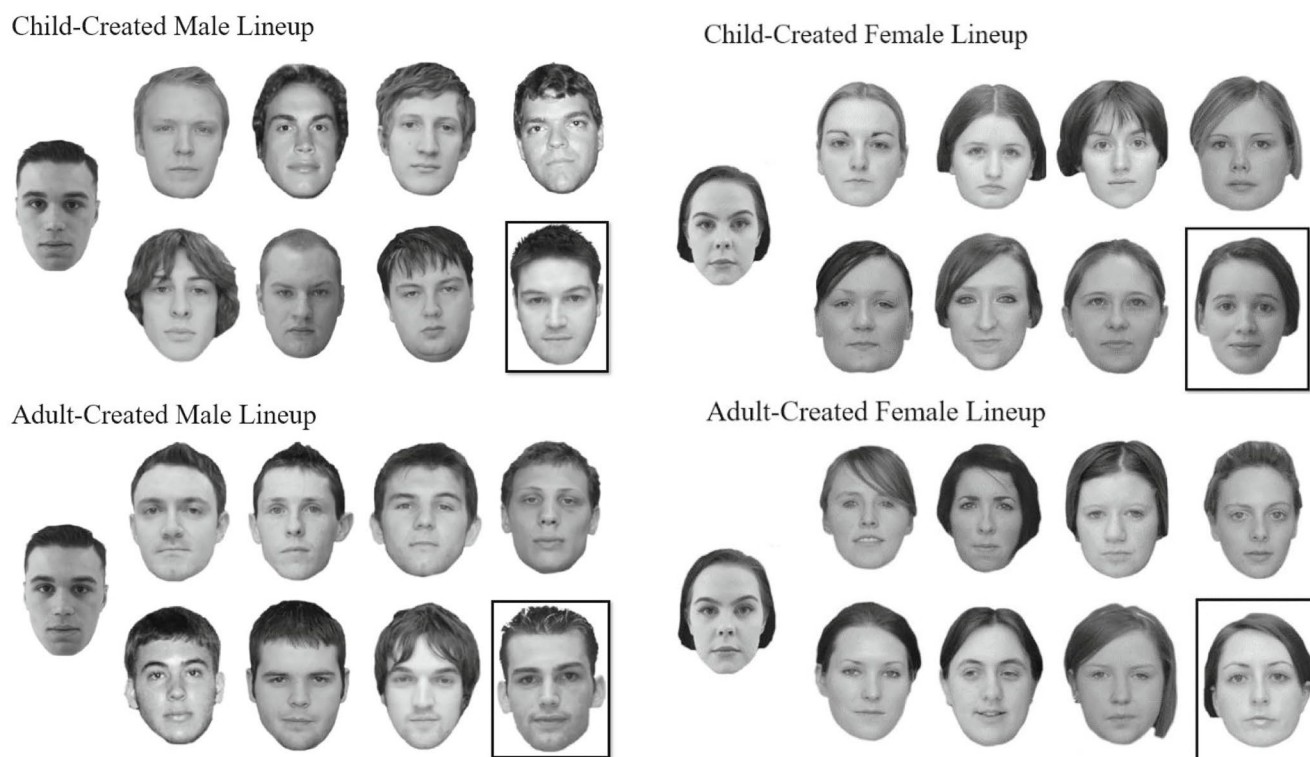 Child-Created Male Lineup
Child-Created Female Lineup
Adult-Created Male Lineup
Adult-Created Female Lineup